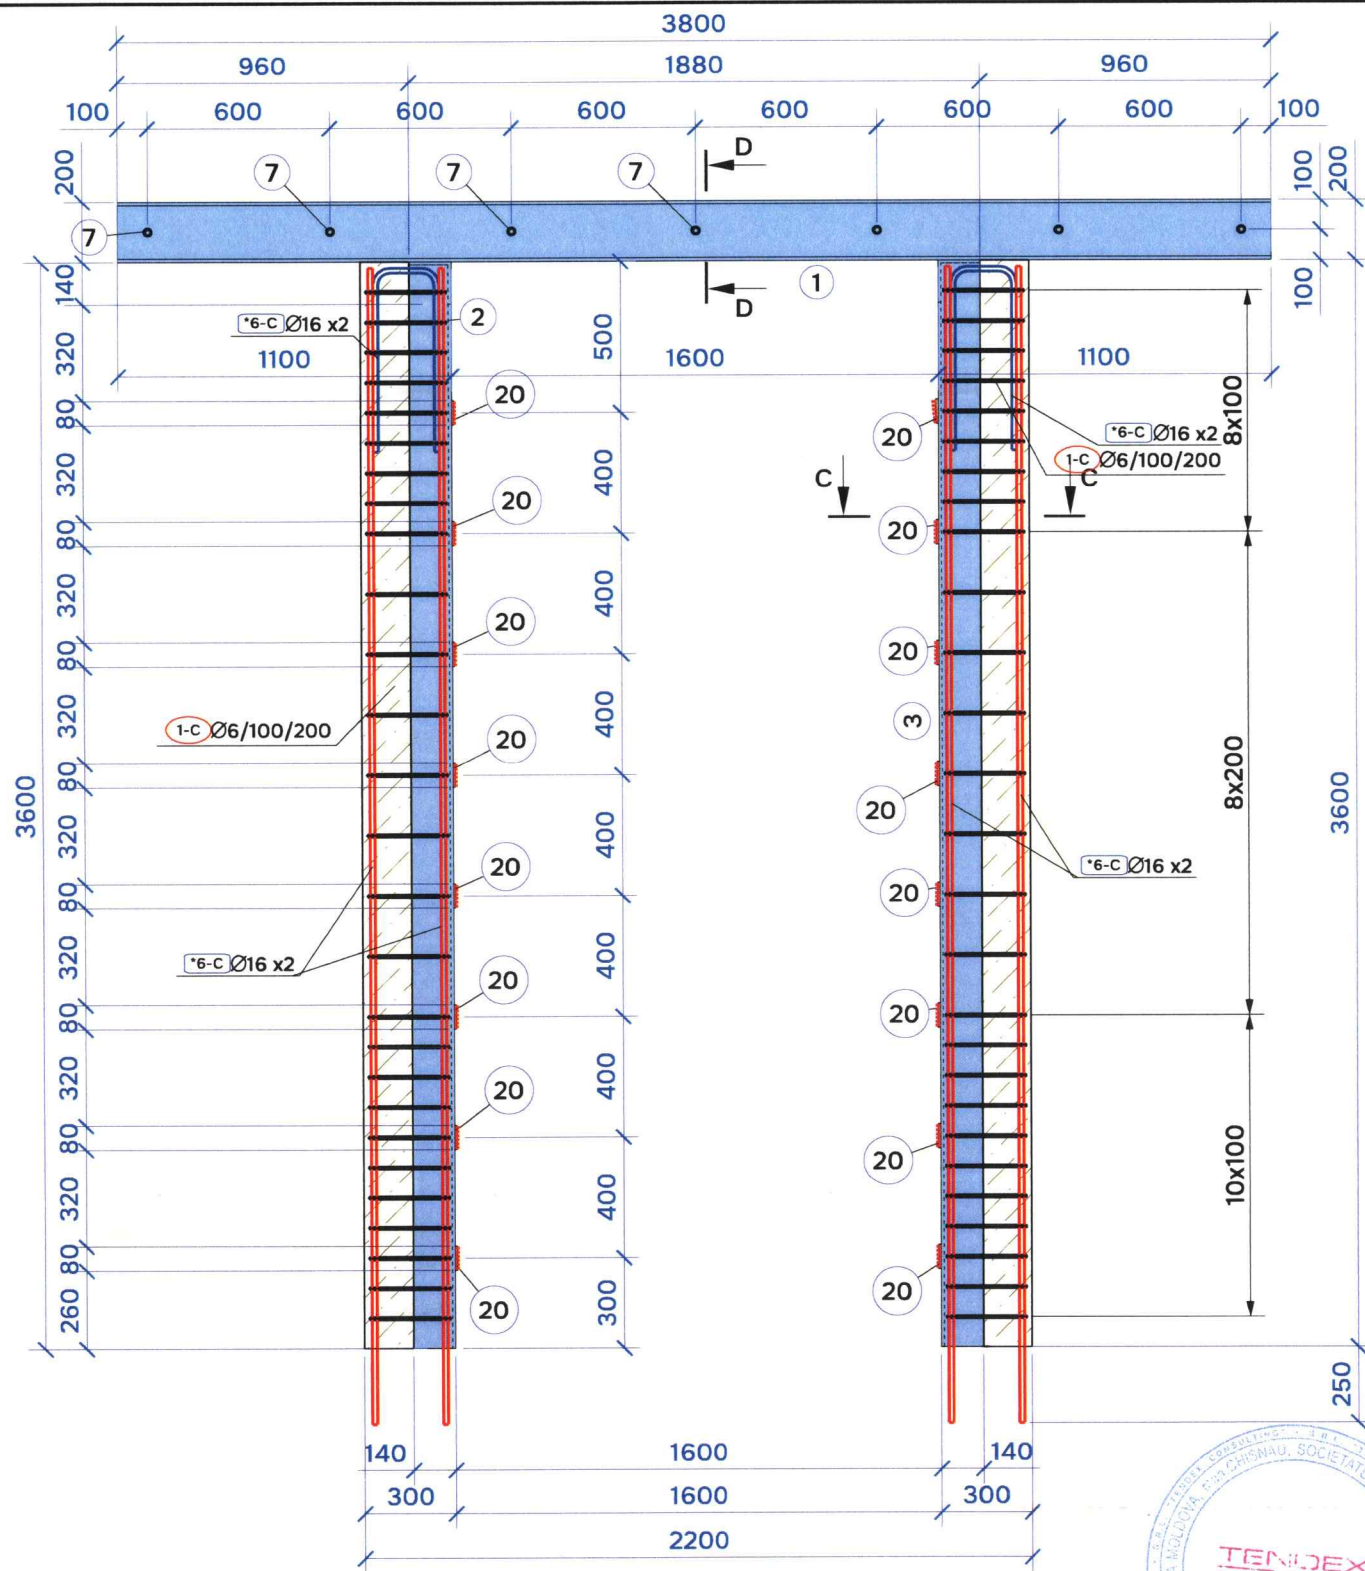 3800
960 1880 960
100 600 600 600 600 600 600 100
D
200 7 7 7 100 200
7
140 D 1 100
*6-C Ø16 x2 2
320 1100 500 1600 1100
80 20 20 8x100
*6-C Ø16 x2
1-C Ø6/100/200
320 400 C C
80 20 20
320 400
80 20 20
320 1-C Ø6/100/200 400 3
80 20 20 8x200
3600 3600
320 400
*6-C Ø16 x2
80 20 20
320 *6-C Ø16 x2 400
80 20 20
320 400
80 20 20 10x100
320 400
80 20 20
260 300
250
140 1600 140
300 1600 300
2200
CONSULTING
MOLDOVA, CHISINAU, SOCIETATE
TENDEX